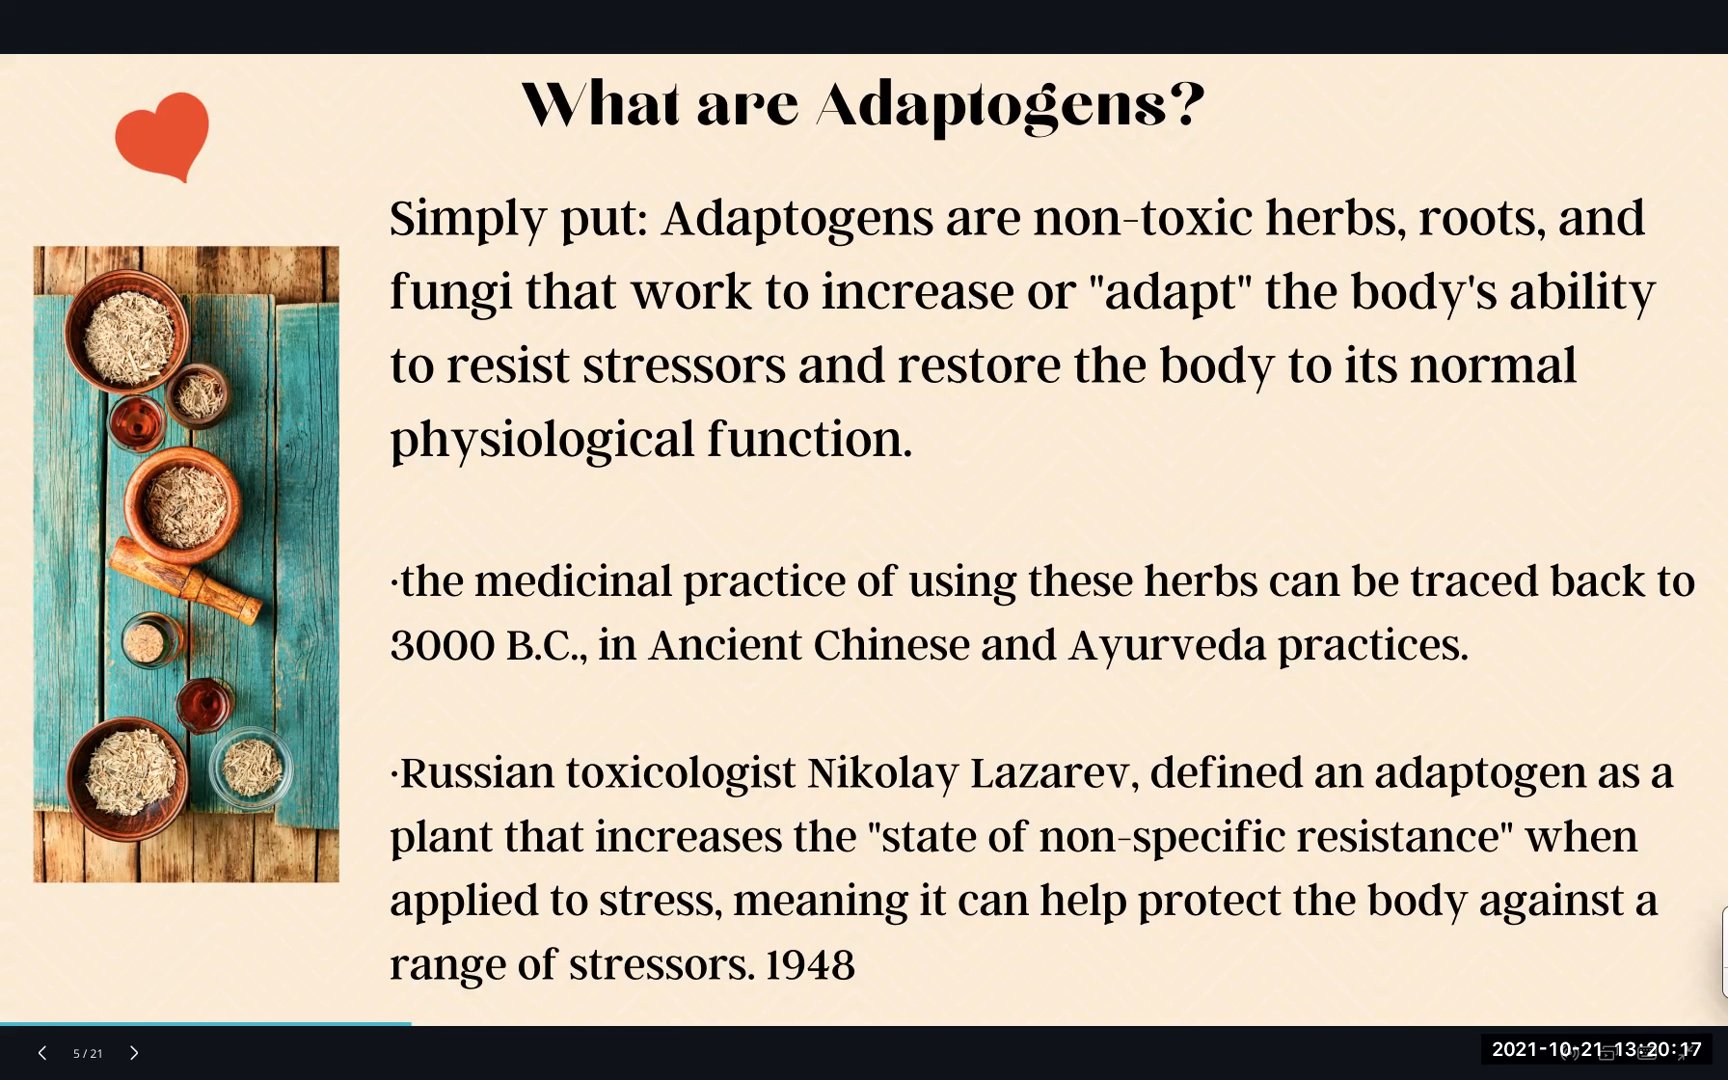 What are Adaptogens?
Simply put: Adaptogens are non-toxic herbs, roots, and
fungi that work to increase or "adapt" the body's ability
to resist stressors and restore the body to its normal
physiological function.
·the medicinal practice of using these herbs can be traced back to
3000 B.C., in Ancient Chinese and Ayurveda practices.
·Russian toxicologist Nikolay Lazarev, defined an adaptogen as a
plant that increases the "state of non-specific resistance" when
applied to stress, meaning it can help protect the body against a
range of stressors. 1948
5 / 21
2021-10-21 13:20:17